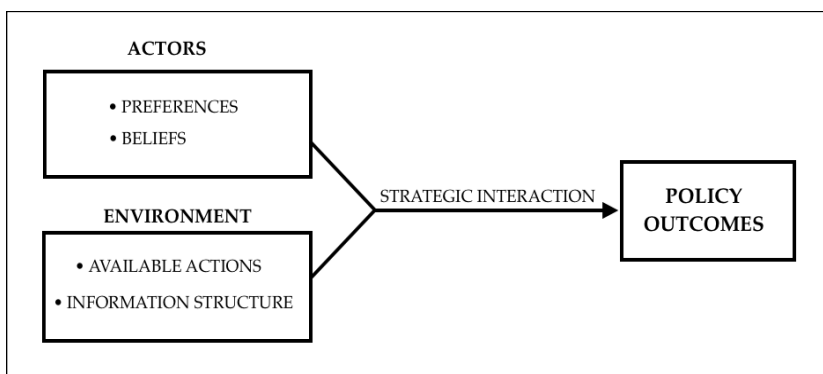 ACTORS
• PREFERENCES
• BELIEFS
ENVIRONMENT
• AVAILABLE ACTIONS
• INFORMATION STRUCTURE
STRATEGIC INTERACTION
POLICY
OUTCOMES